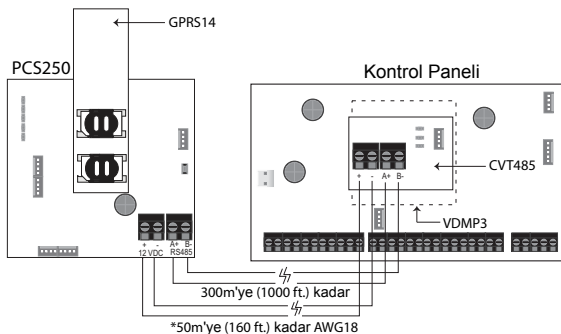 GPRS14
PCS250
Kontrol Paneli
CVT485
+ - A+ B-
VDMP3
+ - A+ B-
12 VDC RS485
300m'ye (1000 ft.) kadar
*50m'ye (160 ft.) kadar AWG18